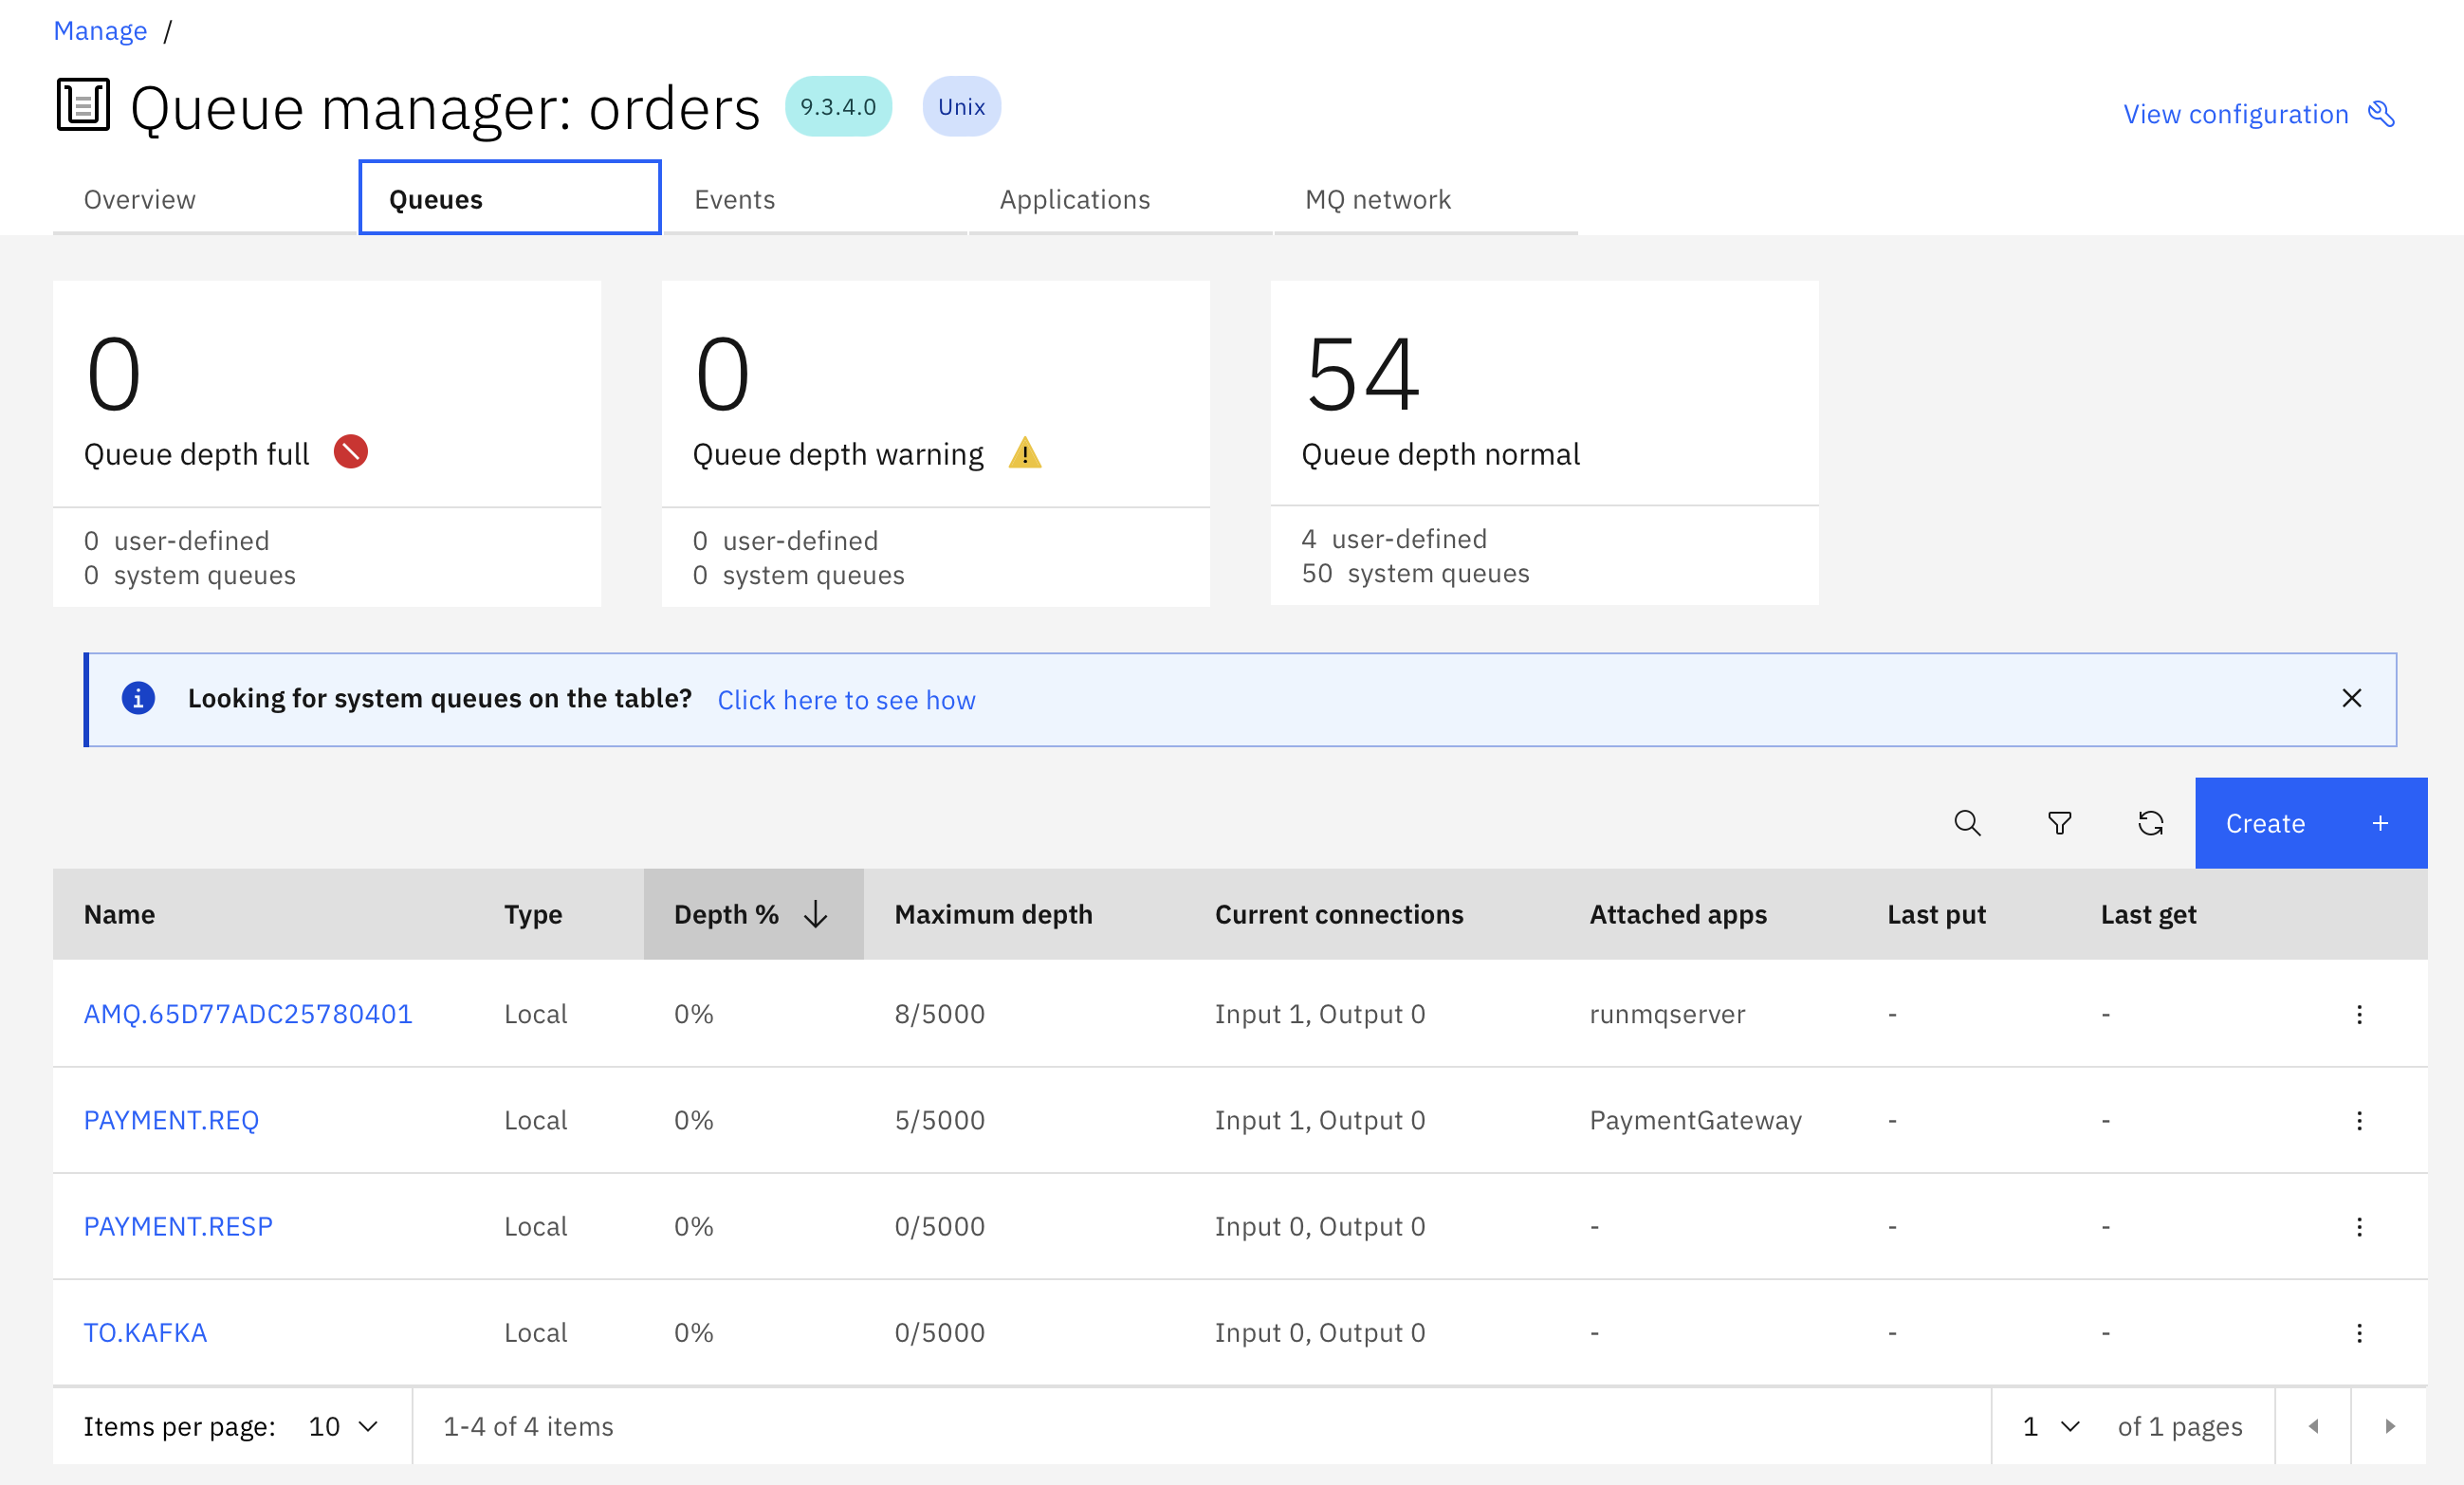 Manage /
Queue manager: orders 9.3.4.0 Unix
View configuration
Overview Queues Events Applications MQ network
0
Queue depth full
0 user-defined
0 system queues
0
Queue depth warning
0 user-defined
0 system queues
54
Queue depth normal
4 user-defined
50 system queues
Looking for system queues on the table? Click here to see how
Create +
Name Type Depth % Maximum depth Current connections Attached apps Last put Last get
AMQ.65D77ADC25780401 Local 0% 8/5000 Input 1, Output 0 runmqserver - -
PAYMENT.REQ Local 0% 5/5000 Input 1, Output 0 PaymentGateway - -
PAYMENT.RESP Local 0% 0/5000 Input 0, Output 0 - - -
TO.KAFKA Local 0% 0/5000 Input 0, Output 0 - - -
Items per page: 10 1-4 of 4 items 1 of 1 pages